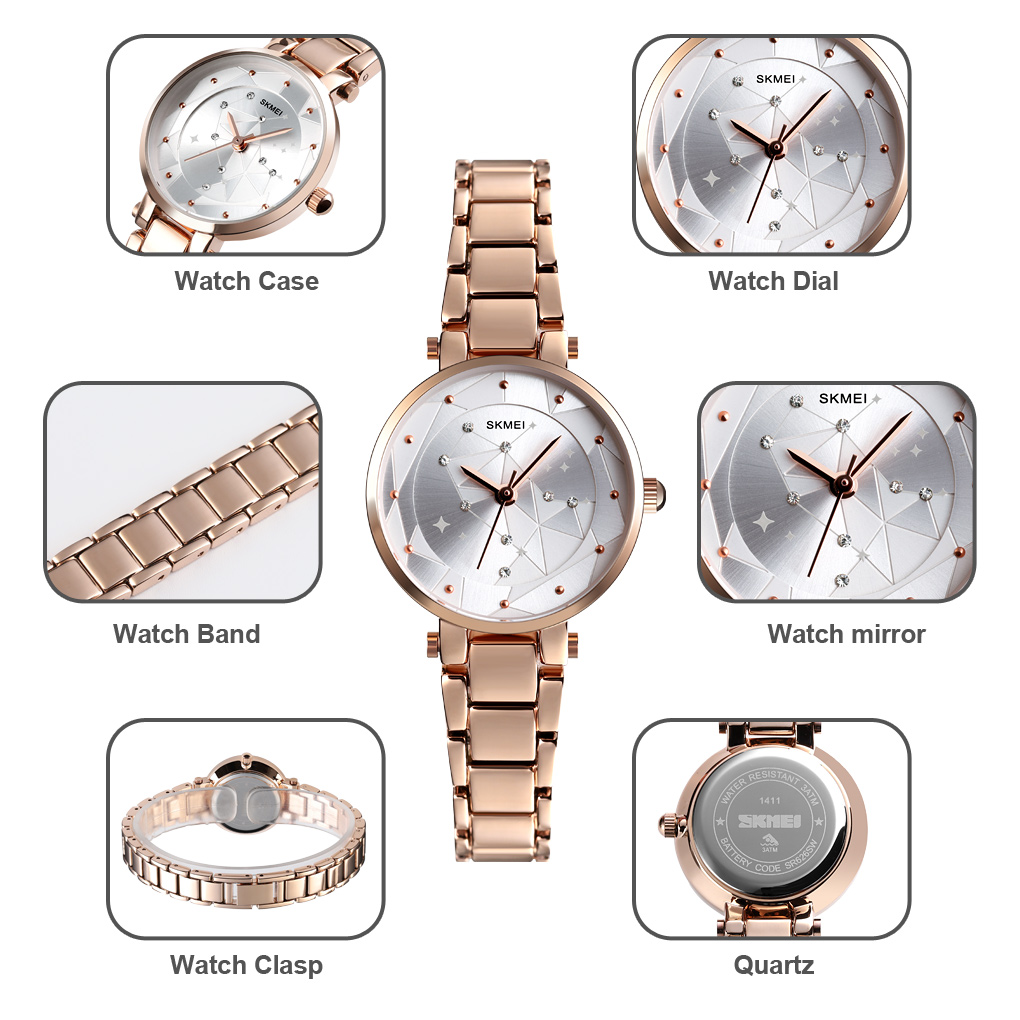 SKMEI
Watch Case
SKMEI
Watch Dial
SKMEI
Watch Band
SKMEI
Watch mirror
Watch Clasp
WATER RESISTANT 3ATM
1411
SKMEI
3ATM
BATTERY CODE SR626SW
Quartz